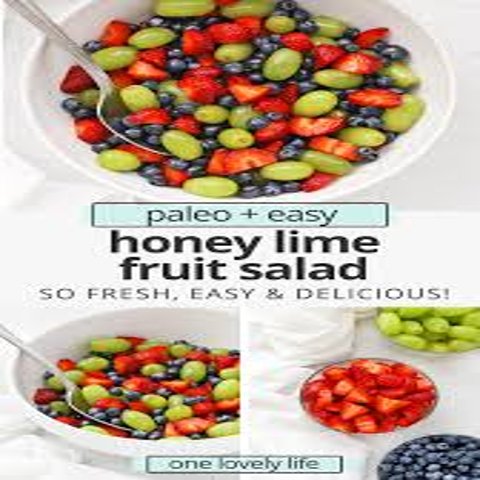 paleo + easy
honey lime
fruit salad
SO FRESH, EASY & DELICIOUS!
one lovely life